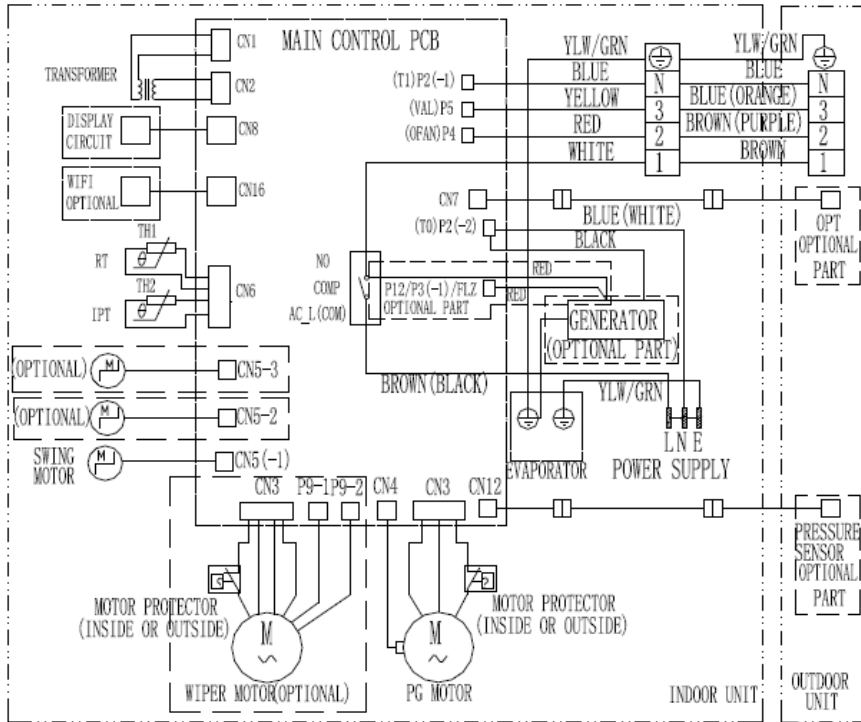 MAIN CONTROL PCB
CN1
TRANSFORMER
CN2
DISPLAY
CIRCUIT
CN8
WIFI
OPTIONAL
CN16
TH1
RT
TH2
IPT
CN6
(T1)P2(-1)
(VAL)P5
(OFAN)P4
YLW/GRN
BLUE
YELLOW
RED
WHITE
N
3
2
1
YLW/GRN
BLUE
BLUE(ORANGE)
BROWN(PURPLE)
BROWN
N
3
2
1
CN7
BLUE(WHITE)
(T0)P2(-2)
BLACK
OPT
OPTIONAL
PART
NO
COMP
AC_L(COM)
RED
P12/P3(-1)/FLZ
OPTIONAL PART
RED
GENERATOR
(OPTIONAL PART)
BROWN(BLACK)
YLW/GRN
(OPTIONAL)
M
CN5-3
(OPTIONAL)
M
CN5-2
SWING
MOTOR
M
CN5(-1)
EVAPORATOR
L N E
POWER SUPPLY
CN3
P9-1
P9-2
CN4
CN3
CN12
PRESSURE
SENSOR
OPTIONAL
PART
MOTOR PROTECTOR
(INSIDE OR OUTSIDE)
M
WIPER MOTOR(OPTIONAL)
MOTOR PROTECTOR
(INSIDE OR OUTSIDE)
M
PG MOTOR
INDOOR UNIT
OUTDOOR
UNIT